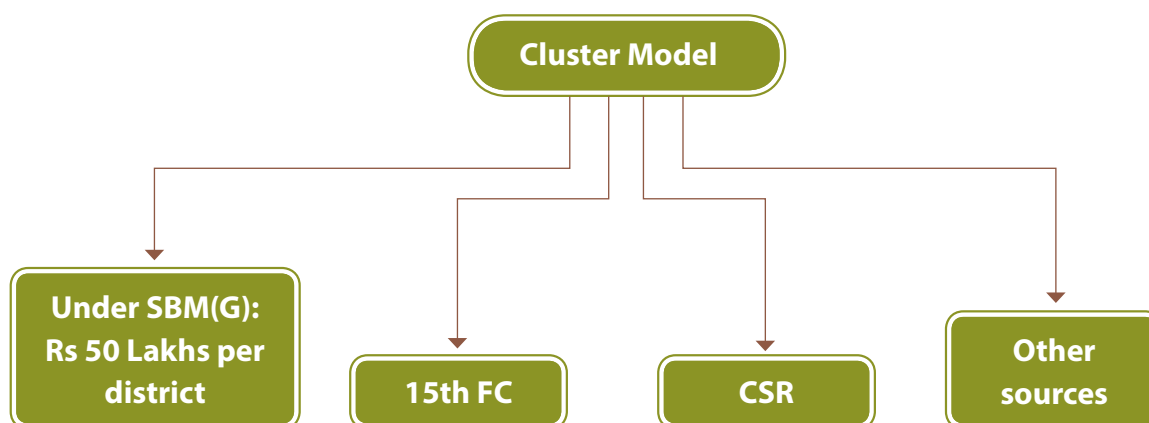 Cluster Model
Under SBM(G):
Rs 50 Lakhs per
district
15th FC
CSR
Other
sources